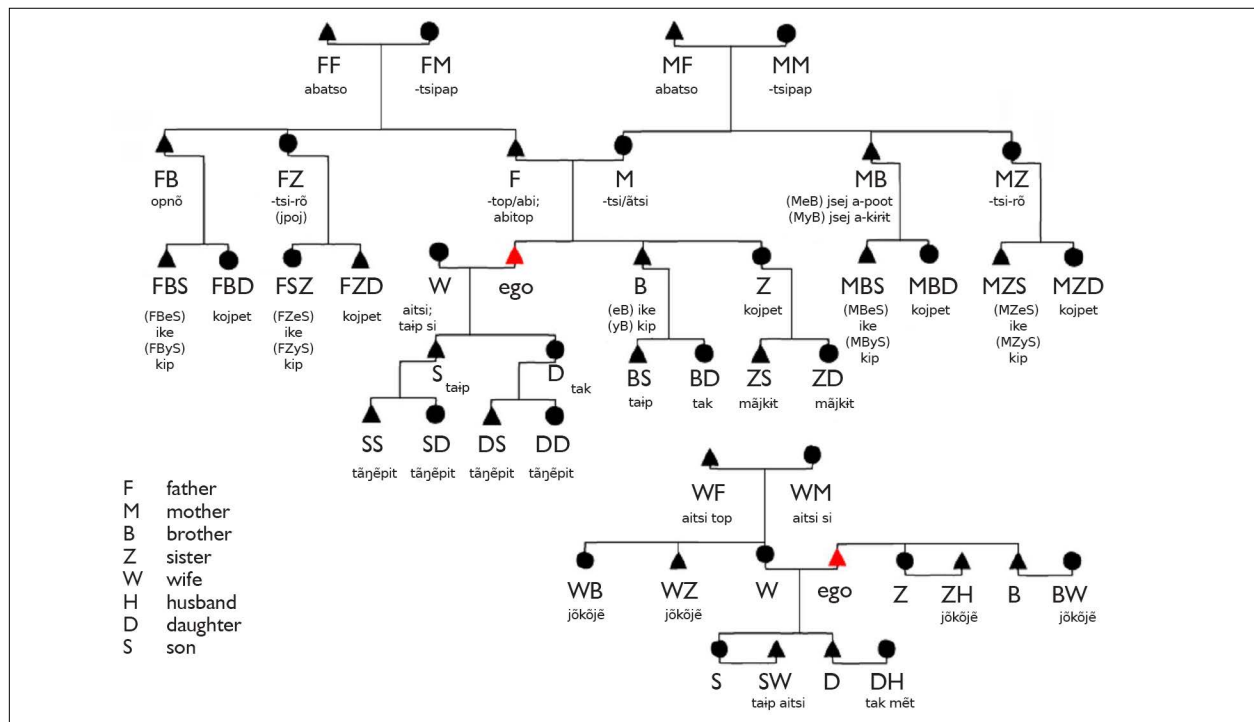 FF FM MF MM
abatso -tsipap abatso -tsipap
FB FZ F M MB MZ
opnõ -tsi-rõ -top/abi; -tsi/ãtsi (MeB) jsej a-poot -tsi-rõ
(jpoj) abitop (MyB) jsej a-kɨrɨt
FBS FBD FSZ FZD W ego B Z MBS MBD MZS MZD
(FBeS) kojpet (FZeS) kojpet aitsi; (eB) ike kojpet (MBeS) kojpet (MZeS) kojpet
ike ike taɨp si (yB) kip ike ike
(FByS) (FZyS) (MByS) (MZyS)
kip kip kip kip
S D BS BD ZS ZD
taɨp tak taɨp tak mãjkɨt mãjkɨt
SS SD DS DD
tãŋẽpit tãŋẽpit tãŋẽpit tãŋẽpit
F father
M mother
B brother
Z sister
W wife
H husband
D daughter
S son
WF WM
aitsi top aitsi si
WB WZ W ego Z ZH B BW
jõkõjẽ jõkõjẽ jõkõjẽ jõkõjẽ
S SW D DH
taɨp aitsi tak mẽt